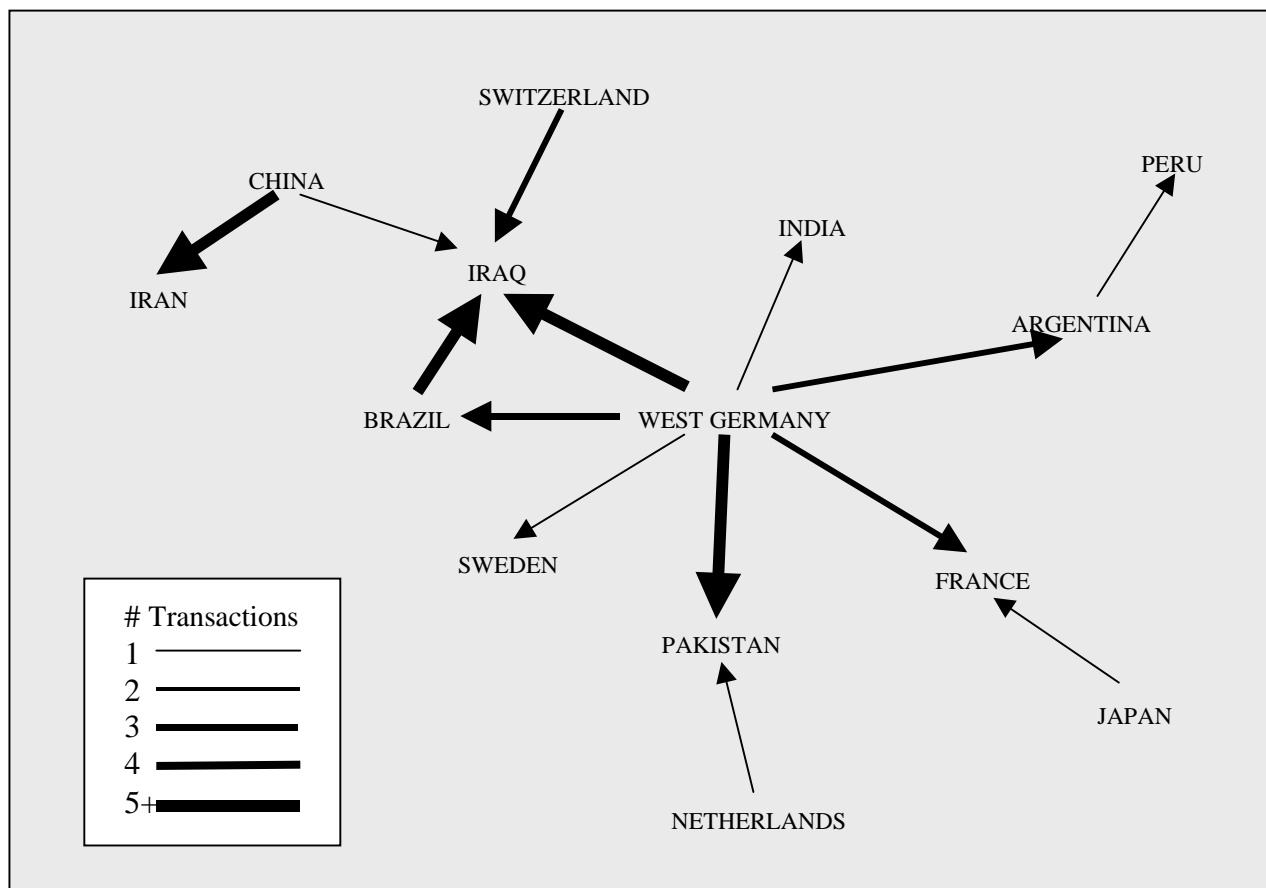 SWITZERLAND
PERU
CHINA
INDIA
IRAQ
IRAN
ARGENTINA
BRAZIL
WEST GERMANY
SWEDEN
FRANCE
PAKISTAN
JAPAN
NETHERLANDS
# Transactions
1
2
3
4
5+